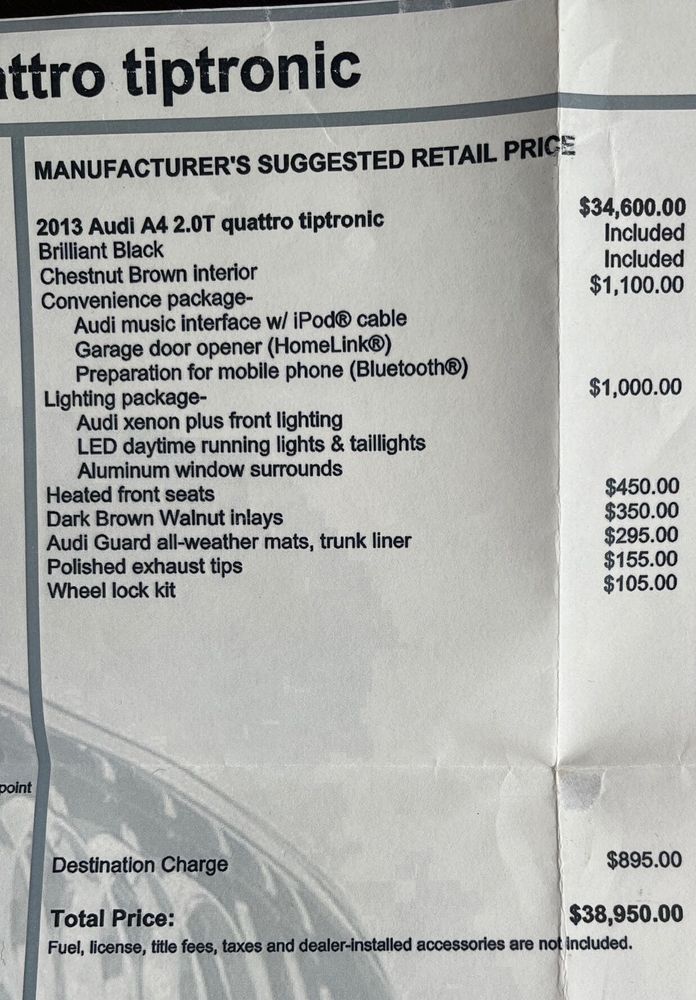 ttro tiptronic
MANUFACTURER'S SUGGESTED RETAIL PRICE
2013 Audi A4 2.0T quattro tiptronic $34,600.00
Brilliant Black Included
Chestnut Brown interior Included
Convenience package- $1,100.00
Audi music interface w/ iPod® cable
Garage door opener (HomeLink®)
Preparation for mobile phone (Bluetooth®)
Lighting package- $1,000.00
Audi xenon plus front lighting
LED daytime running lights & taillights
Aluminum window surrounds
Heated front seats $450.00
Dark Brown Walnut inlays $350.00
Audi Guard all-weather mats, trunk liner $295.00
Polished exhaust tips $155.00
Wheel lock kit $105.00
point
Destination Charge $895.00
Total Price: $38,950.00
Fuel, license, title fees, taxes and dealer-installed accessories are not included.